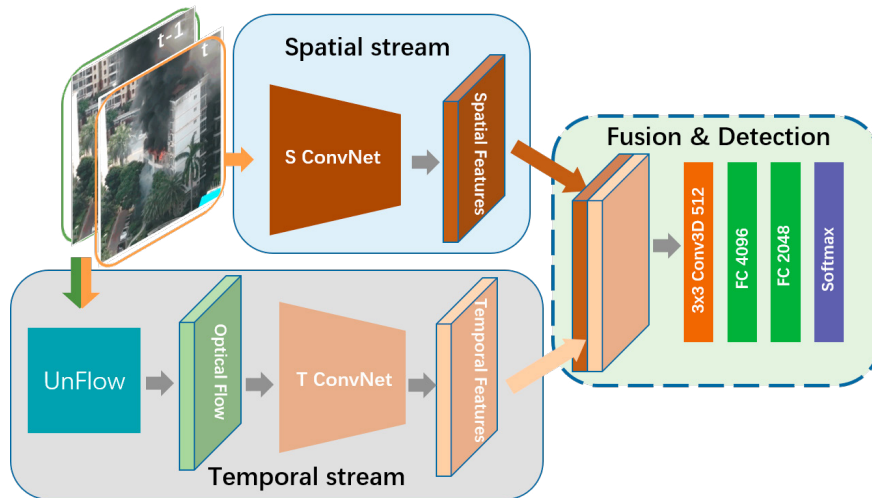 t-1
t
Spatial stream
S ConvNet
Spatial Features
Fusion & Detection
3x3 Conv3D 512
FC 4096
FC 2048
Softmax
UnFlow
Optical Flow
T ConvNet
Temporal Features
Temporal stream